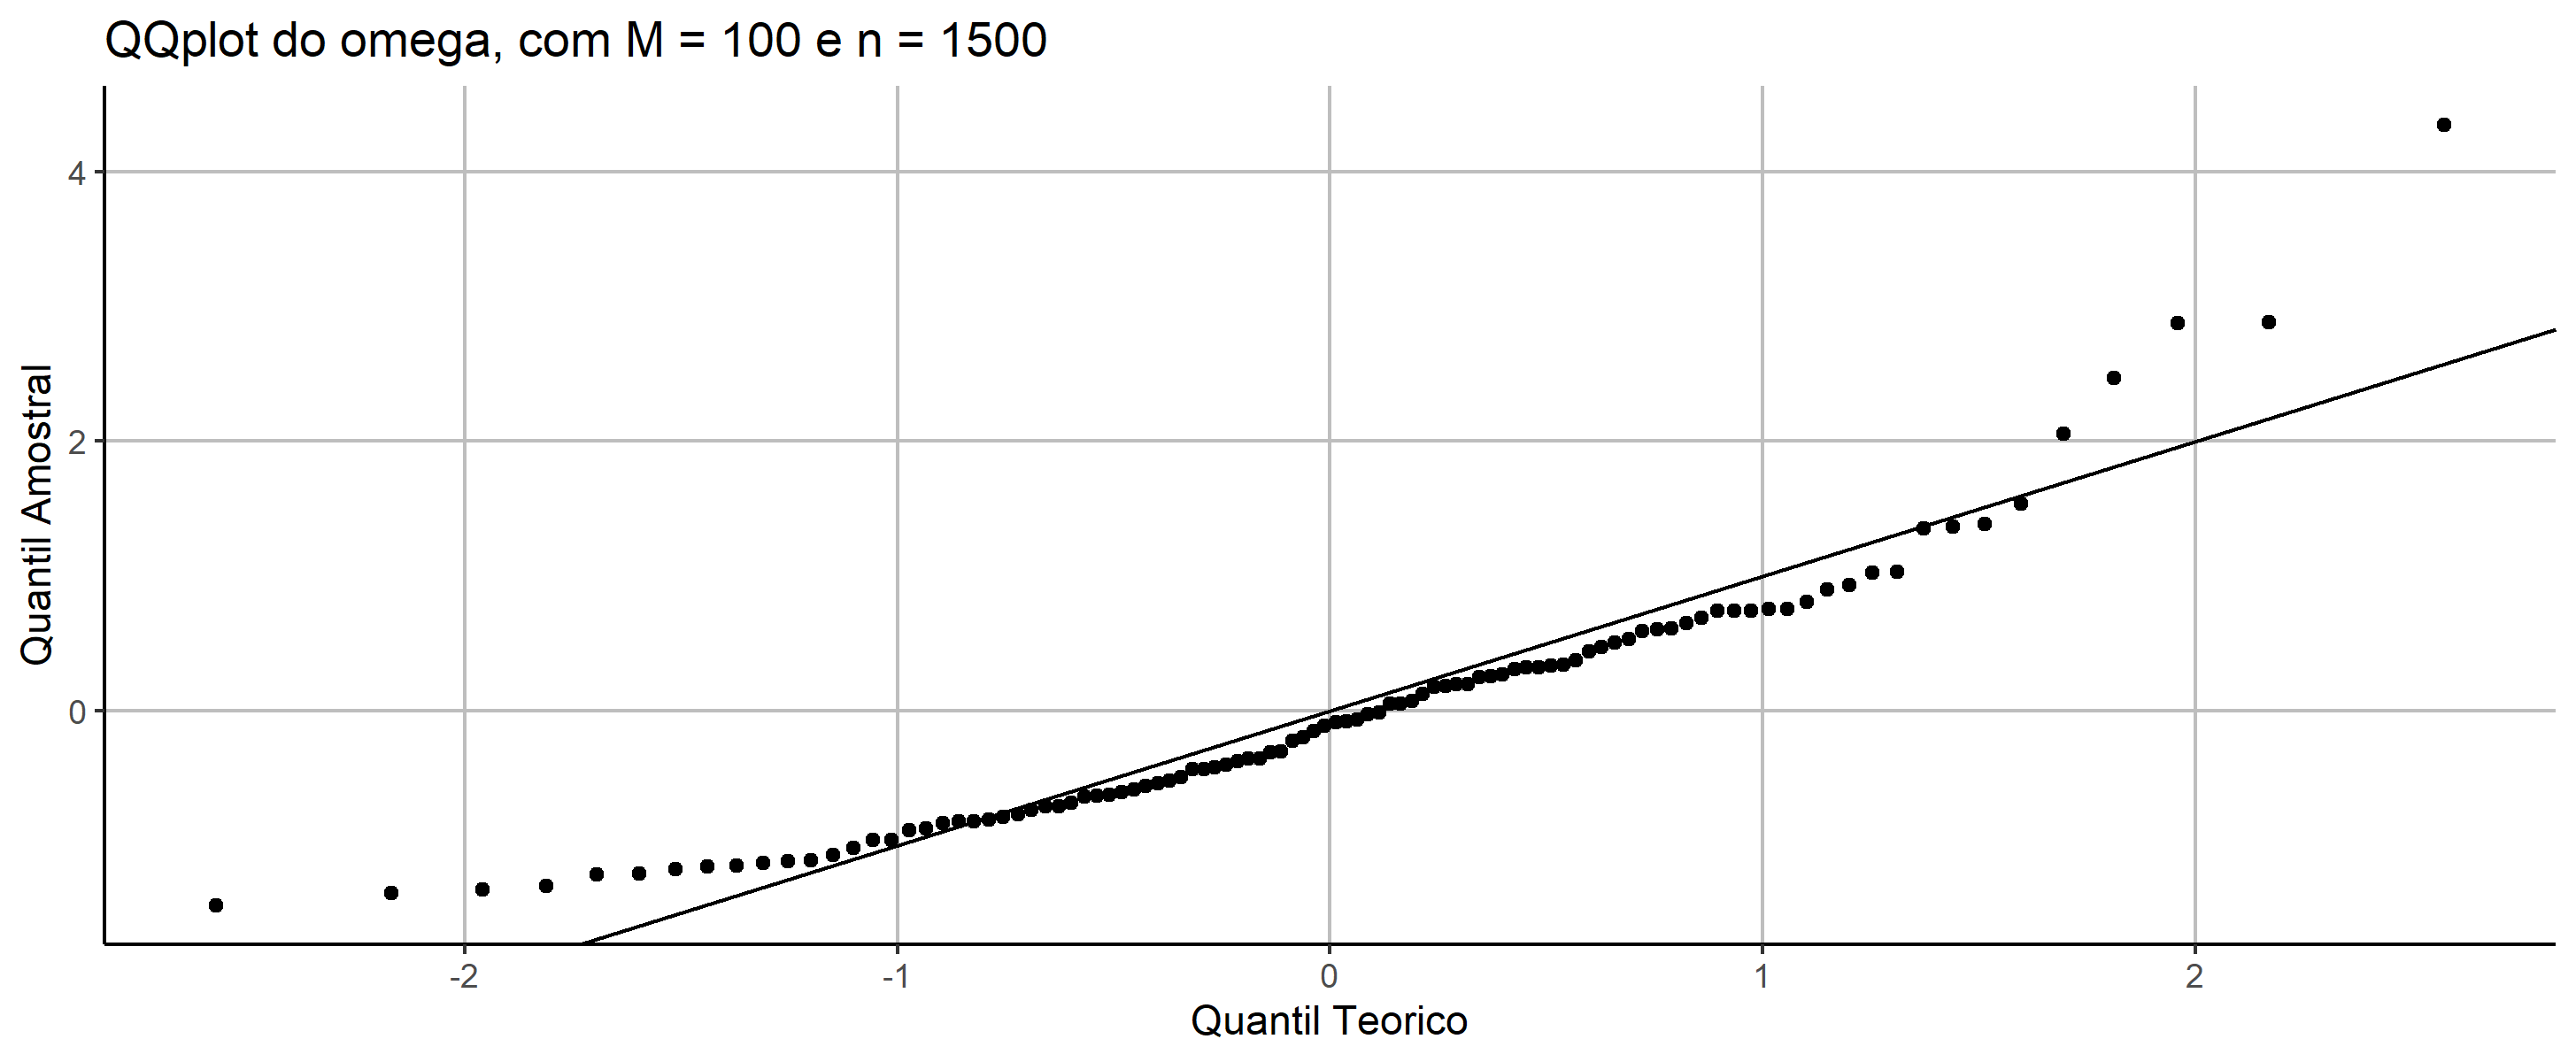 QQplot do omega, com M = 100 e n = 1500
4
2
0
Quantil Amostral
-2
-1
0
1
2
Quantil Teorico